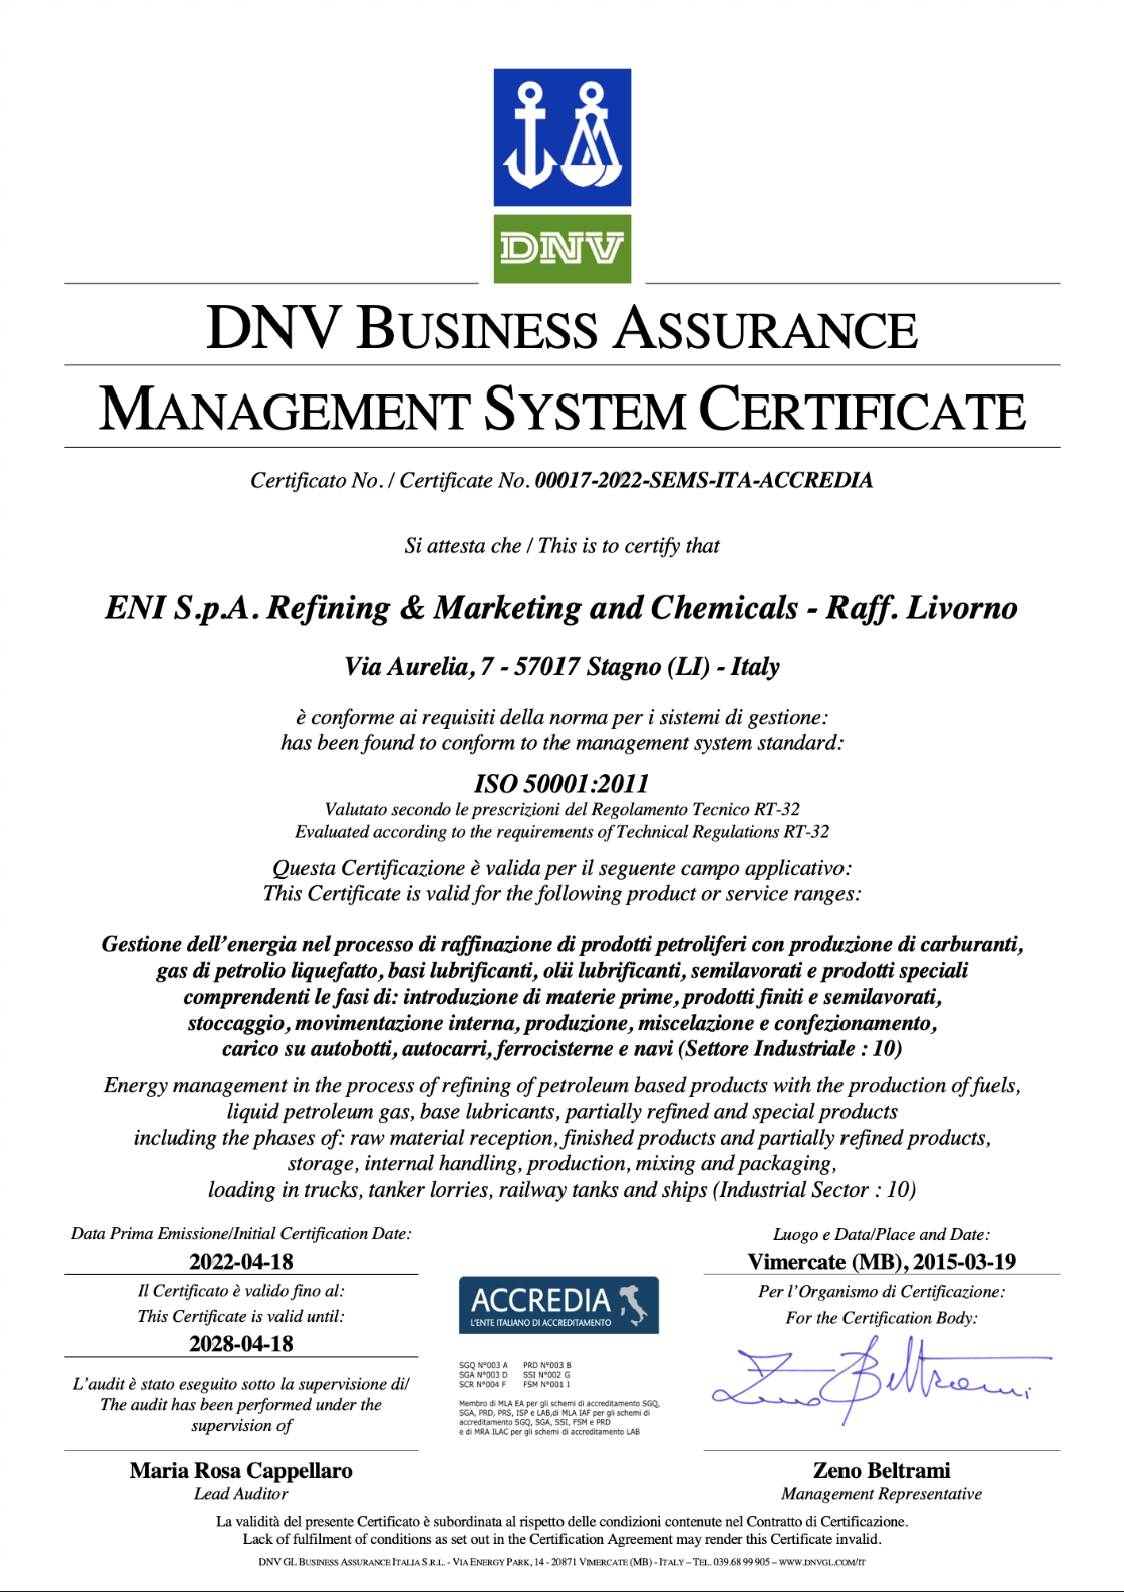 DNV
DNV BUSINESS ASSURANCE
MANAGEMENT SYSTEM CERTIFICATE
Certificato No. / Certificate No. 00017-2022-SEMS-ITA-ACCREDIA
Si attesta che / This is to certify that
ENI S.p.A. Refining & Marketing and Chemicals - Raff. Livorno
Via Aurelia, 7 - 57017 Stagno (LI) - Italy
è conforme ai requisiti della norma per i sistemi di gestione:
has been found to conform to the management system standard:
ISO 50001:2011
Valutato secondo le prescrizioni del Regolamento Tecnico RT-32
Evaluated according to the requirements of Technical Regulations RT-32
Questa Certificazione è valida per il seguente campo applicativo:
This Certificate is valid for the following product or service ranges:
Gestione dell'energia nel processo di raffinazione di prodotti petroliferi con produzione di carburanti,
gas di petrolio liquefatto, basi lubrificanti, olii lubrificanti, semilavorati e prodotti speciali
comprendenti le fasi di: introduzione di materie prime, prodotti finiti e semilavorati,
stoccaggio, movimentazione interna, produzione, miscelazione e confezionamento,
carico su autobotti, autocarri, ferrocisterne e navi (Settore Industriale : 10)
Energy management in the process of refining of petroleum based products with the production of fuels,
liquid petroleum gas, base lubricants, partially refined and special products
including the phases of: raw material reception, finished products and partially refined products,
storage, internal handling, production, mixing and packaging,
loading in trucks, tanker lorries, railway tanks and ships (Industrial Sector : 10)
Data Prima Emissione/Initial Certification Date:
2022-04-18
Il Certificato è valido fino al:
This Certificate is valid until:
2028-04-18
L'audit è stato eseguito sotto la supervisione di/
The audit has been performed under the
supervision of
Maria Rosa Cappellaro
Lead Auditor
ACCREDIA
L'ENTE ITALIANO DI ACCREDITAMENTO
SGQ N°003 A PRD N°003 B
SGA N°003 D SSI N°002 G
SCR N°004 F FSM N°001 I
Membro di MLA EA per gli schemi di accreditamento SGQ,
SGA, PRD, PRS, ISP e LAB,di MLA IAF per gli schemi di
accreditamento SGQ, SGA, SSI, FSM e PRD
e di MRA ILAC per gli schemi di accreditamento LAB
Luogo e Data/Place and Date:
Vimercate (MB), 2015-03-19
Per l'Organismo di Certificazione:
For the Certification Body:
Zeno Beltrami
Zeno Beltrami
Management Representative
La validità del presente Certificato è subordinata al rispetto delle condizioni contenute nel Contratto di Certificazione.
Lack of fulfilment of conditions as set out in the Certification Agreement may render this Certificate invalid.
DNV GL BUSINESS ASSURANCE ITALIA S.R.L. - VIA ENERGY PARK, 14 - 20871 VIMERCATE (MB) - ITALY – TEL. 039.68 99 905 – WWW.DNVGL.COM/IT